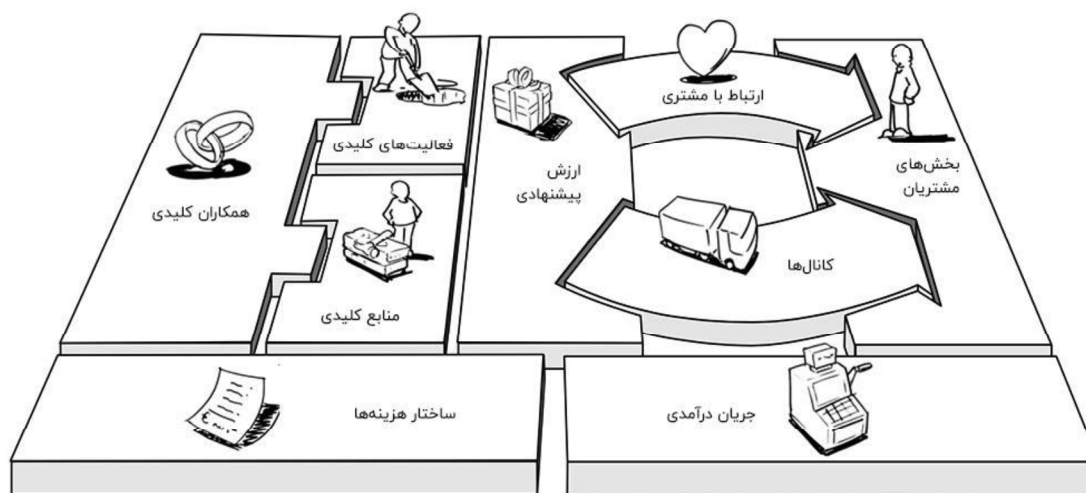 ارتباط با مشتری
فعالیت‌های کلیدی
ارزش
پیشنهادی
بخش‌های
مشتریان
همکاران کلیدی
کانال‌ها
منابع کلیدی
ساختار هزینه‌ها
جریان درآمدی